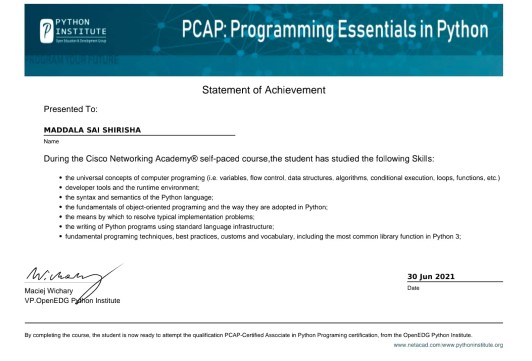 PYTHON
INSTITUTE
Open Education & Development Group
PCAP: Programming Essentials in Python
PROGRAM YOUR FUTURE
Statement of Achievement
Presented To:
MADDALA SAI SHIRISHA
Name
During the Cisco Networking Academy® self-paced course,the student has studied the following Skills:
• the universal concepts of computer programing (i.e. variables, flow control, data structures, algorithms, conditional execution, loops, functions, etc.)
• developer tools and the runtime environment;
• the syntax and semantics of the Python language;
• the fundamentals of object-oriented programing and the way they are adopted in Python;
• the means by which to resolve typical implementation problems;
• the writing of Python programs using standard language infrastructure;
• fundamental programing techniques, best practices, customs and vocabulary, including the most common library function in Python 3;
W. Wichary
Maciej Wichary
VP.OpenEDG Python Institute
30 Jun 2021
Date
By completing the course, the student is now ready to attempt the qualification PCAP-Certified Associate in Python Programing certification, from the OpenEDG Python Institute.
www.netacad.com|www.pythoninstitute.org